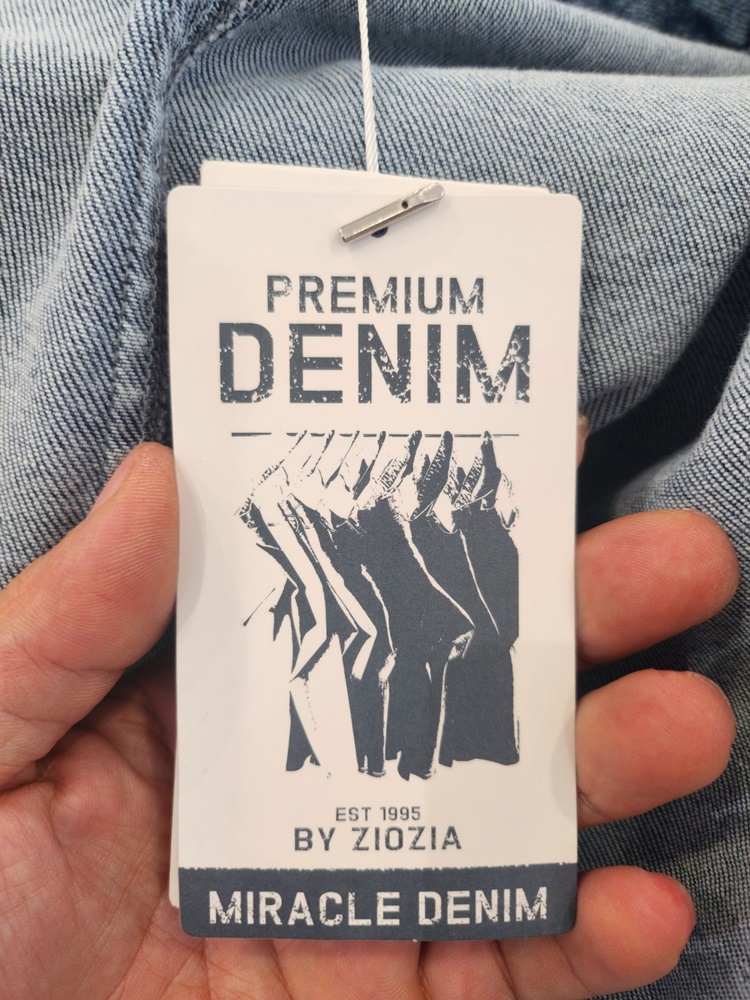 PREMIUM
DENIM
EST 1995
BY ZIOZIA
MIRACLE DENIM